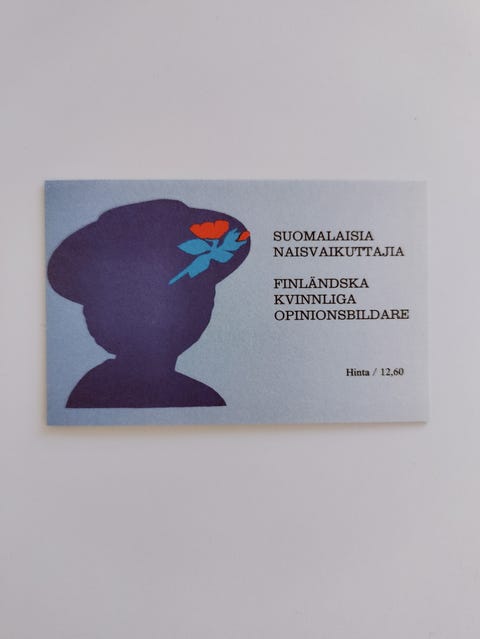 SUOMALAISIA
NAISVAIKUTTAJIA
FINLÄNDSKA
KVINNLIGA
OPINIONSBILDARE
Hinta / 12,60